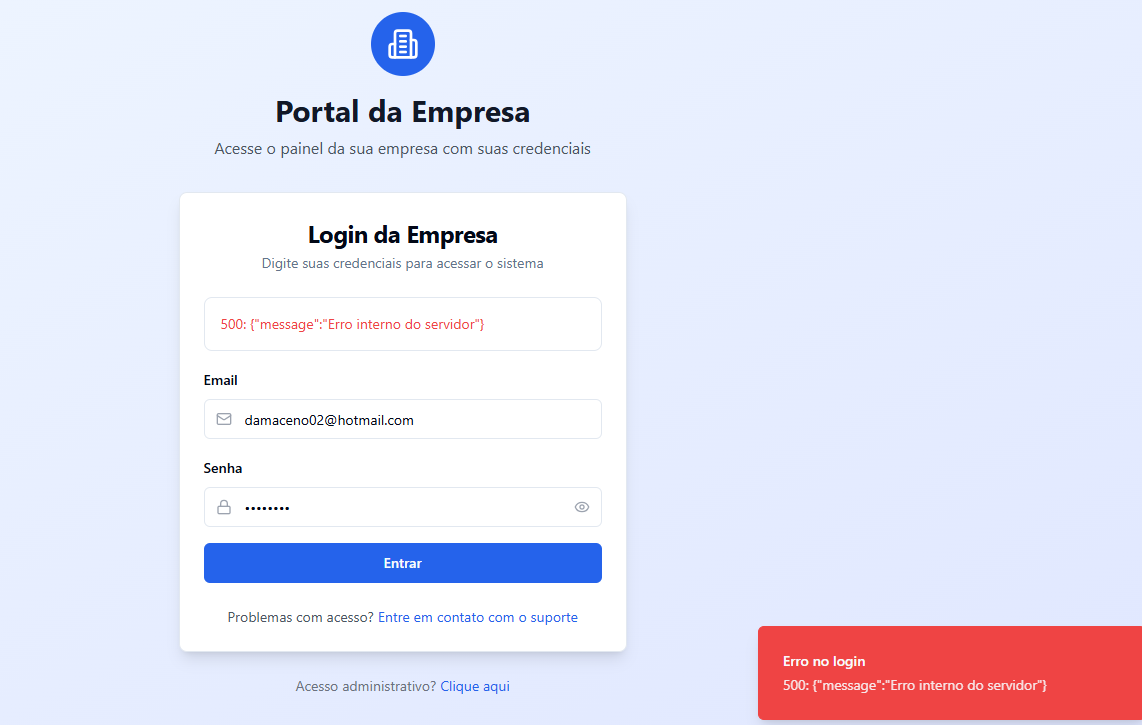 Portal da Empresa
Acesse o painel da sua empresa com suas credenciais
Login da Empresa
Digite suas credenciais para acessar o sistema
500: {"message":"Erro interno do servidor"}
Email
damaceno02@hotmail.com
Senha
••••••••
Entrar
Problemas com acesso? Entre em contato com o suporte
Acesso administrativo? Clique aqui
Erro no login
500: {"message":"Erro interno do servidor"}